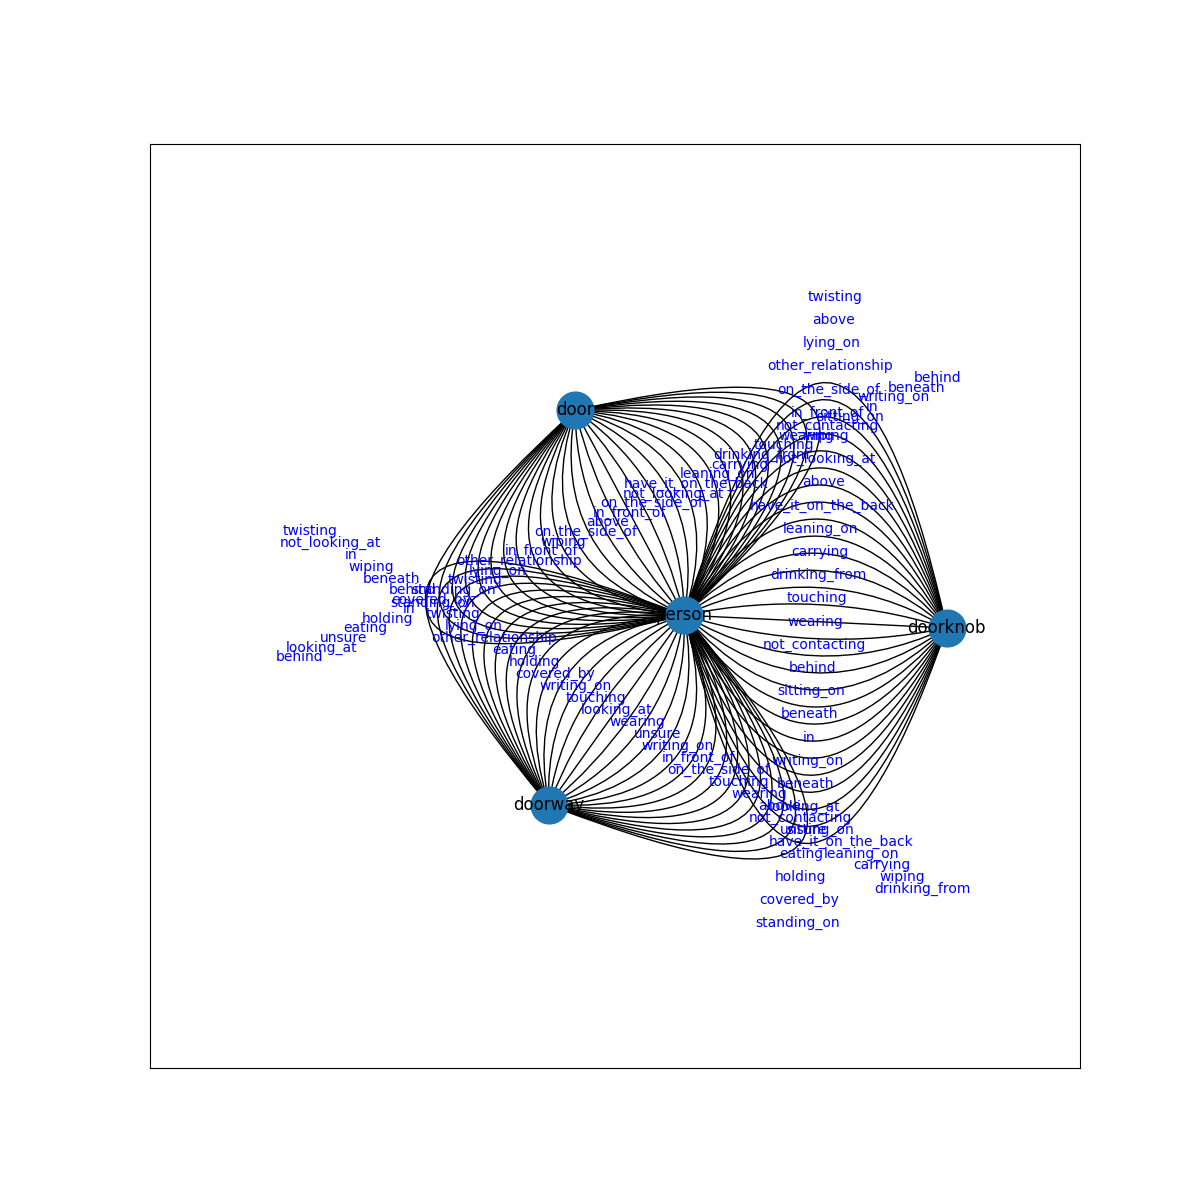 twisting
above
lying_on
other_relationship
behind
beneath
on_the_side_of
writing_on
in
in_front_of
sitting_on
not_contacting
wearing
wiping
touching
drinking_from
not_looking_at
carrying
leaning_on
above
have_it_on_the_back
not_looking_at
on_the_side_of
have_it_on_the_back
in_front_of
above
leaning_on
on_the_side_of
wiping
in_front_of
carrying
other_relationship
lying_on
drinking_from
twisting
door
twisting
not_looking_at
in
wiping
beneath
behind
standing_on
covered_by
standing_on
in
holding
eating
unsure
looking_at
behind
touching
twisting
person
wearing
lying_on
doorknob
other_relationship
not_contacting
eating
holding
behind
covered_by
writing_on
sitting_on
touching
looking_at
beneath
wearing
unsure
in
writing_on
in_front_of
writing_on
on_the_side_of
touching
beneath
wearing
doorway
above
looking_at
not_contacting
unsure
sitting_on
have_it_on_the_back
eating
leaning_on
carrying
holding
wiping
drinking_from
covered_by
standing_on